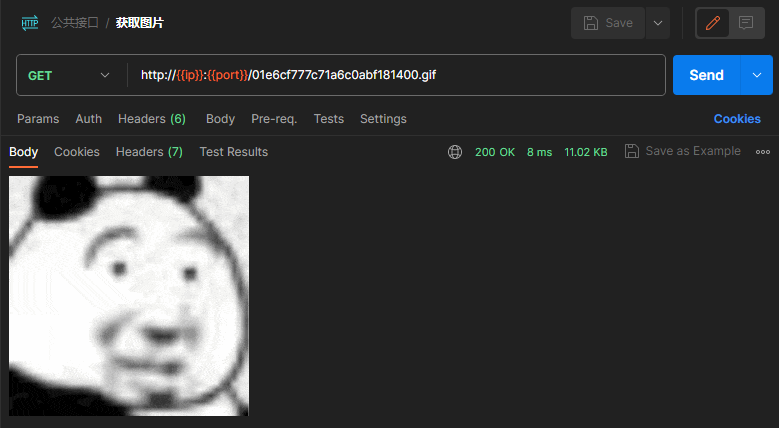 HTTP 公共接口 / 获取图片 Save
GET http://{{ip}}:{{port}}/01e6cf777c71a6c0abf181400.gif Send
Params Auth Headers (6) Body Pre-req. Tests Settings Cookies
Body Cookies Headers (7) Test Results 200 OK 8 ms 11.02 KB Save as Example